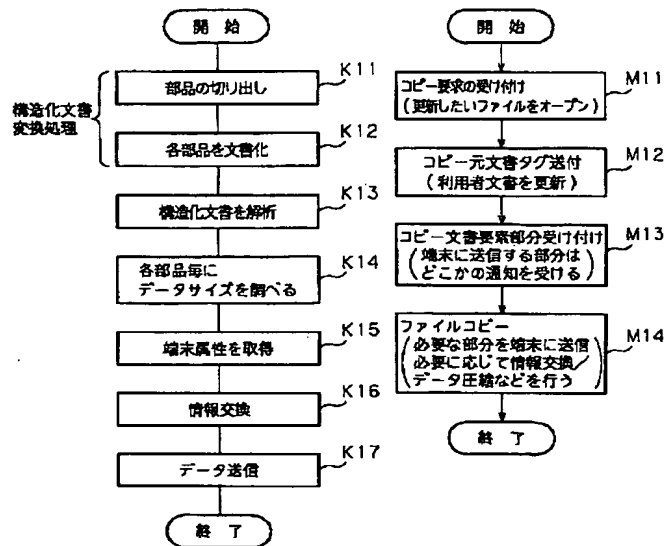 開始
K11
部品の切り出し
構造化文書
変換処理
K12
各部品を文書化
K13
構造化文書を解析
K14
各部品毎に
データサイズを調べる
K15
端末属性を取得
K16
情報交換
K17
データ送信
終了
開始
M11
コピー要求の受け付け
(更新したいファイルをオープン)
M12
コピー元文書タグ送付
(利用者文書を更新)
M13
コピー文書要素部分受け付け
(端末に送信する部分は
どこかの通知を受ける)
M14
ファイルコピー
(必要な部分を端末に送信
必要に応じて情報交換/
データ圧縮などを行う)
終了